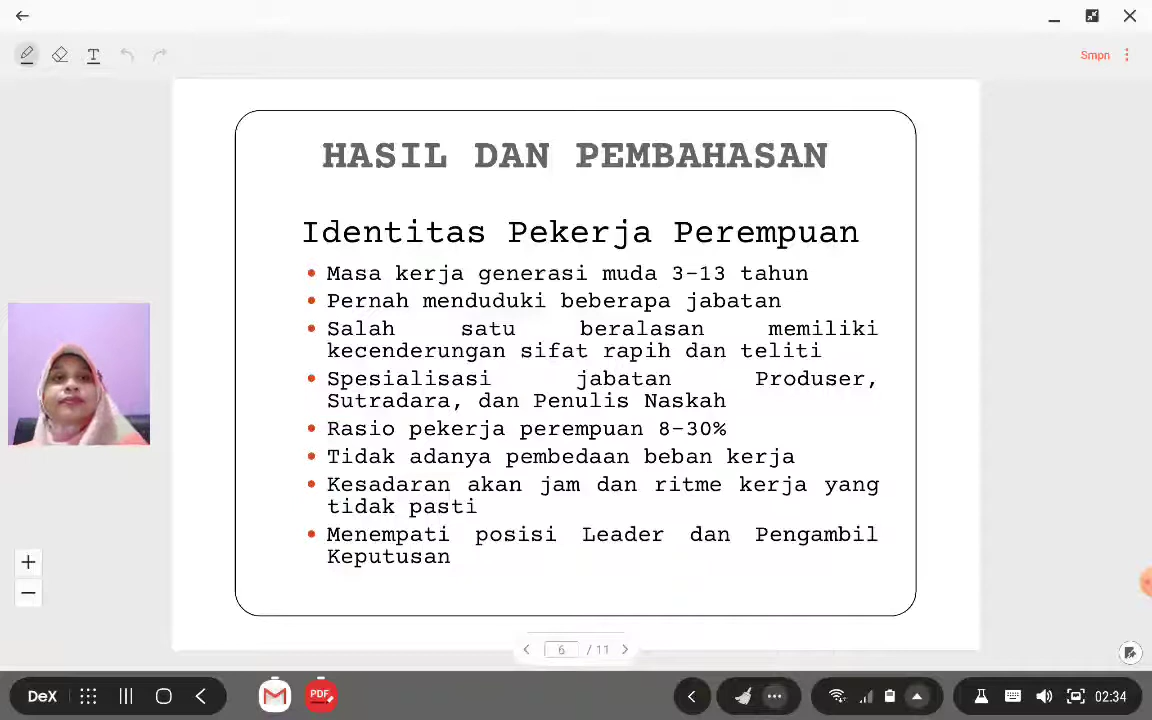 Smpn
HASIL DAN PEMBAHASAN
Identitas Pekerja Perempuan
• Masa kerja generasi muda 3-13 tahun
• Pernah menduduki beberapa jabatan
• Salah satu beralasan memiliki
kecenderungan sifat rapih dan teliti
• Spesialisasi jabatan Produser,
Sutradara, dan Penulis Naskah
• Rasio pekerja perempuan 8-30%
• Tidak adanya pembedaan beban kerja
• Kesadaran akan jam dan ritme kerja yang
tidak pasti
• Menempati posisi Leader dan Pengambil
Keputusan
6 / 11
DeX
PDF
02:34